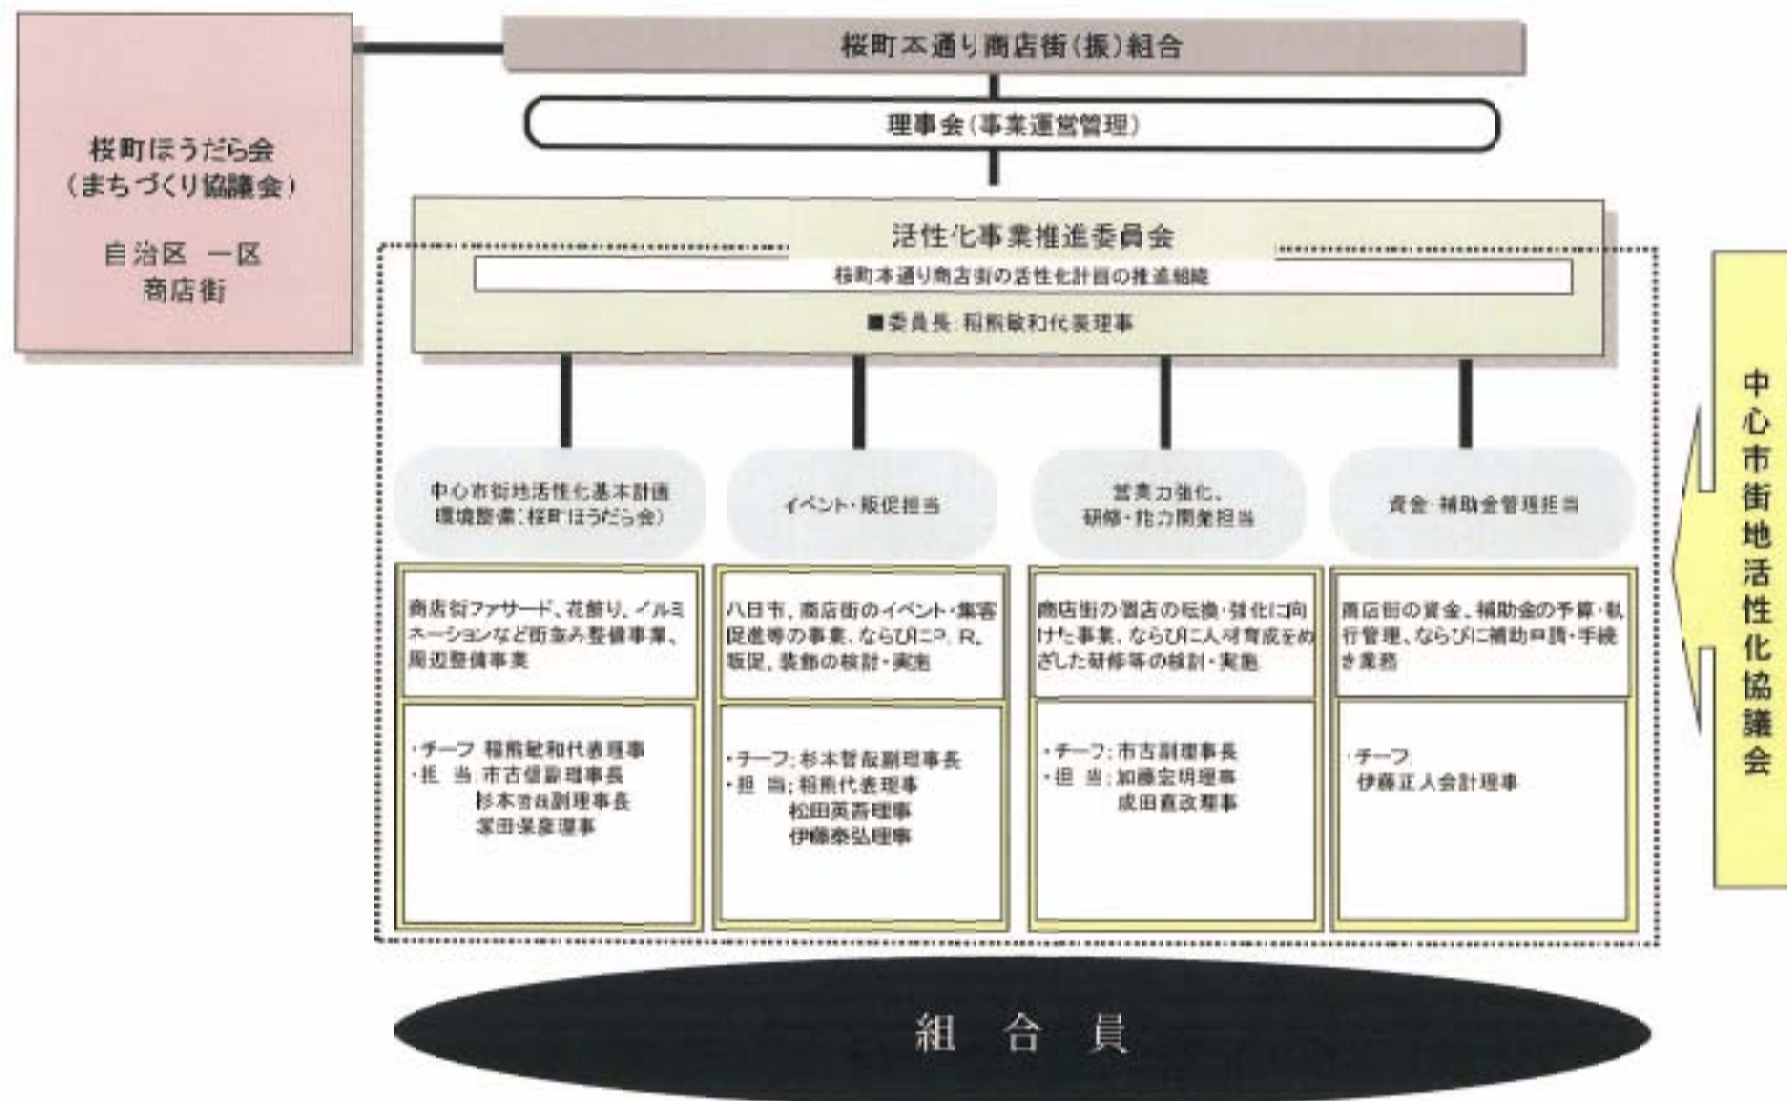 桜町本通り商店街(振)組合
理事会(事業運営管理)
桜町ほうだら会
(まちづくり協議会)
自治区 一区
商店街
活性化事業推進委員会
桜町本通り商店街の活性化計画の推進組織
■委員長:稲熊敏和代表理事
中心市街地活性化基本計画
環境整備:桜町ほうだら会)
イベント・販促担当
営業力強化、
研修・能力開発担当
資金・補助金管理担当
商店街ファサード、花飾り、イルミ
ネーションなど街並み整備事業、
周辺整備事業
八日市、商店街のイベント・集客
促進等の事業、ならびにP.R.
販促、装飾の検討・実施
商店街の個店の転換・強化に向
けた事業、ならびに人材育成をめ
ざした研修等の検討・実施
商店街の資金、補助金の予算・執
行管理、ならびに補助申請・手続
き業務
・チーフ 稲熊敏和代表理事
・担 当:市古信副理事長
杉本哲哉副理事長
保彦理事
・チーフ:杉本哲哉副理事長
・担 当:稲熊代表理事
松田英吾理事
伊藤泰弘理事
・チーフ:市古副理事長
・担 当:加藤宏明理事
成田直政理事
・チーフ
伊藤正人会計理事
中心市街地活性化協議会
組 合 員